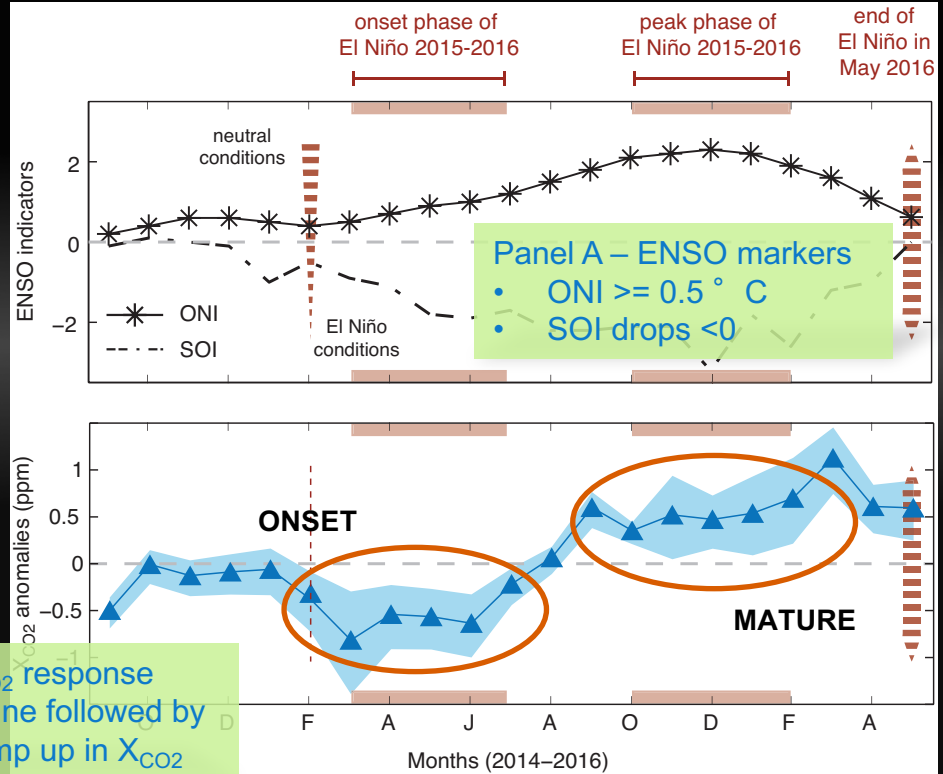 onset phase of
El Niño 2015-2016
peak phase of
El Niño 2015-2016
end of
El Niño in
May 2016
ENSO indicators
2
0
−2
neutral
conditions
El Niño
conditions
ONI
SOI
Panel A – ENSO markers
• ONI >= 0.5 ° C
• SOI drops <0
XCO2 anomalies (ppm)
1
0.5
0
−0.5
−1
ONSET
MATURE
response
followed by
up in XCO2
O D F A J A O D F A
Months (2014−2016)